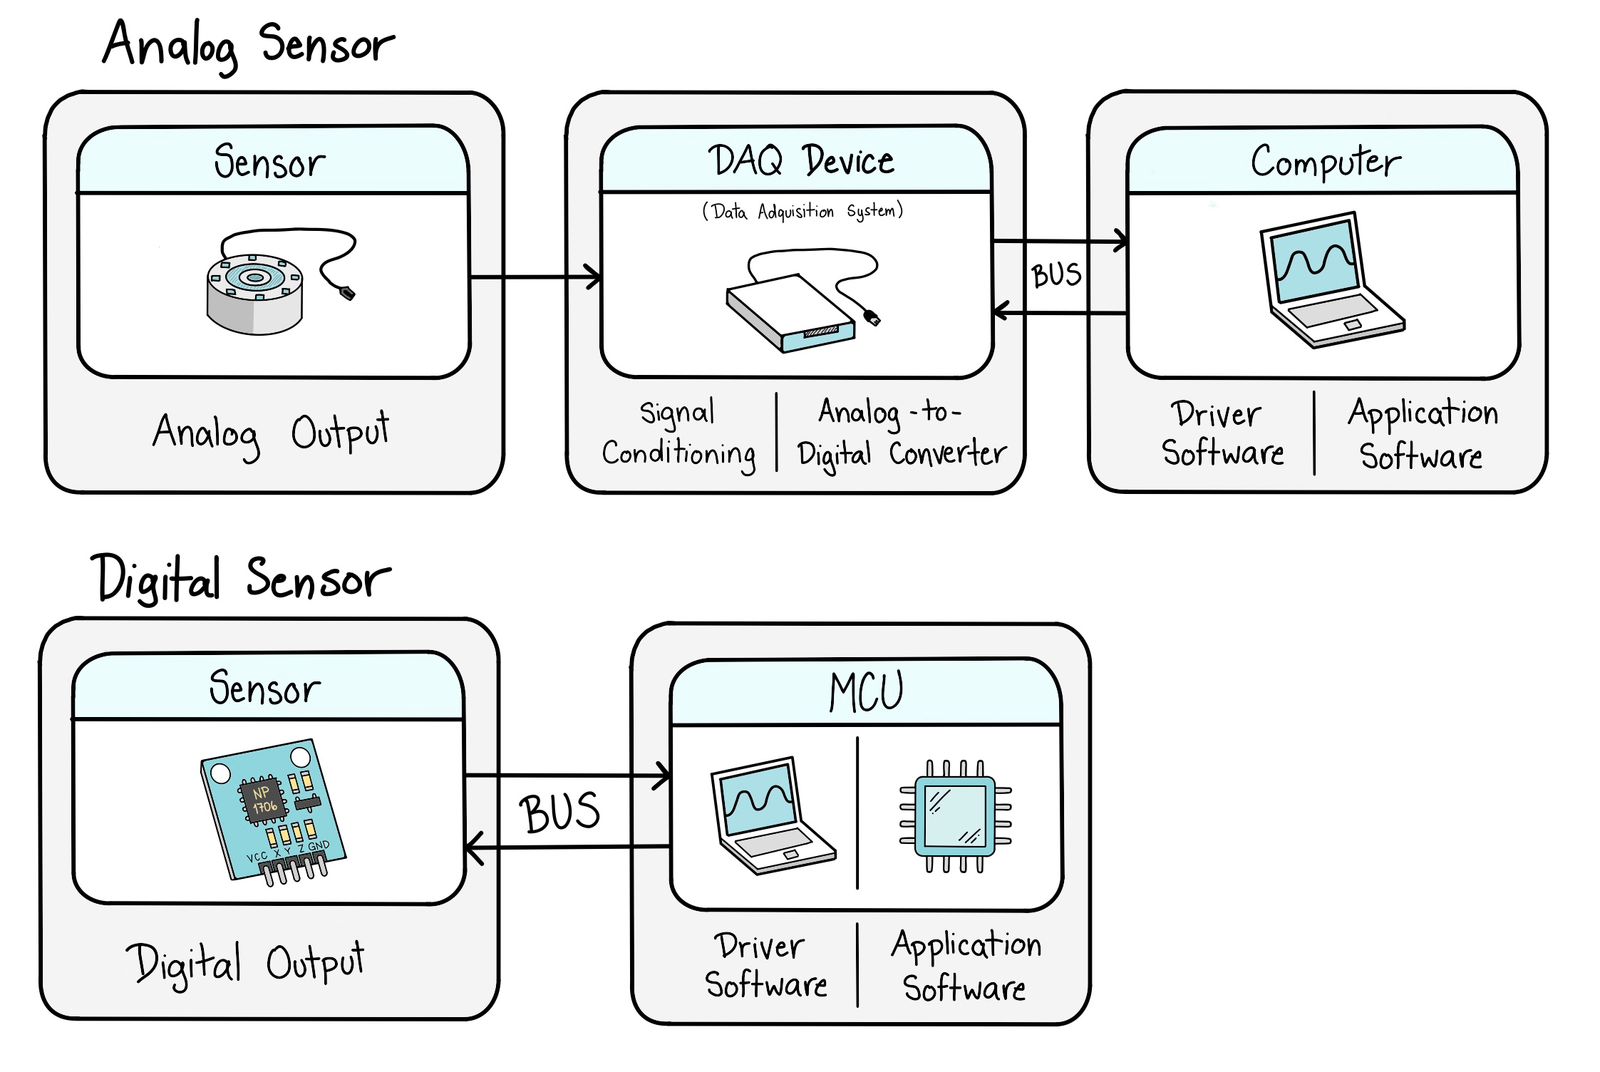 Analog Sensor
Sensor
Analog Output
DAQ Device
(Data Adquisition System)
Signal
Conditioning
Analog-to-
Digital Converter
BUS
Computer
Driver
Software
Application
Software
Digital Sensor
Sensor
NP
1706
VCC X Y Z GND
Digital Output
BUS
MCU
Driver
Software
Application
Software